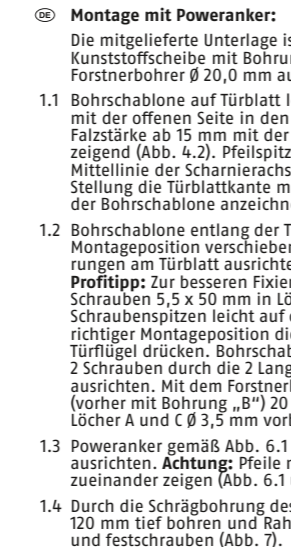 DE Montage mit Poweranker:
Die mitgelieferte Unterlage is
Kunststoffscheibe mit Bohru
Forstnerbohrer Ø 20,0 mm au
1.1 Bohrschablone auf Türblatt l
mit der offenen Seite in den
Falzstärke ab 15 mm mit der
zeigend (Abb. 4.2). Pfeilspitz
Mittellinie der Scharnierachs
Stellung die Türblattkante m
der Bohrschablone anzeichn
1.2 Bohrschablone entlang der T
Montageposition verschieben
rungen am Türblatt ausrichte
Profitipp: Zur besseren Fixier
Schrauben 5,5 x 50 mm in Lö
Schraubenspitzen leicht auf
richtiger Montageposition di
Türflügel drücken. Bohrschab
2 Schrauben durch die 2 Lang
ausrichten. Mit dem Forstner
(vorher mit Bohrung „B“) 20
Löcher A und C Ø 3,5 mm vor
1.3 Poweranker gemäß Abb. 6.1
ausrichten. Achtung: Pfeile
zueinander zeigen (Abb. 6.1
1.4 Durch die Schrägbohrung des
120 mm tief bohren und Rah
und festschrauben (Abb. 7).